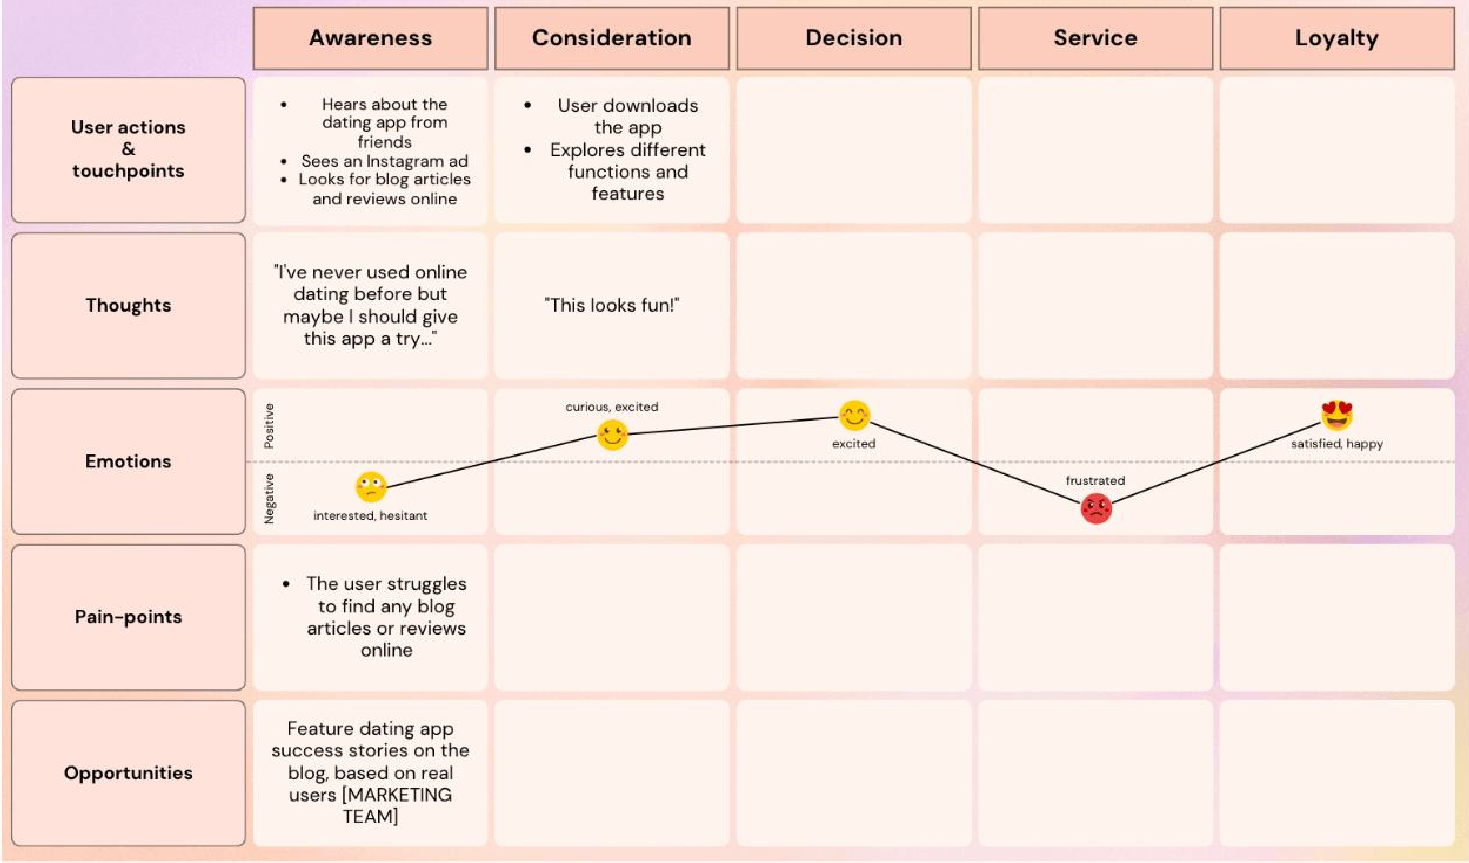 Awareness
Consideration
Decision
Service
Loyalty
User actions
&
touchpoints
• Hears about the
dating app from
friends
• Sees an Instagram ad
• Looks for blog articles
and reviews online
• User downloads
the app
• Explores different
functions and
features
Thoughts
"I've never used online
dating before but
maybe I should give
this app a try..."
"This looks fun!"
Emotions
Positive
Negative
interested, hesitant
curious, excited
excited
frustrated
satisfied, happy
Pain-points
• The user struggles
to find any blog
articles or reviews
online
Opportunities
Feature dating app
success stories on the
blog, based on real
users [MARKETING
TEAM]